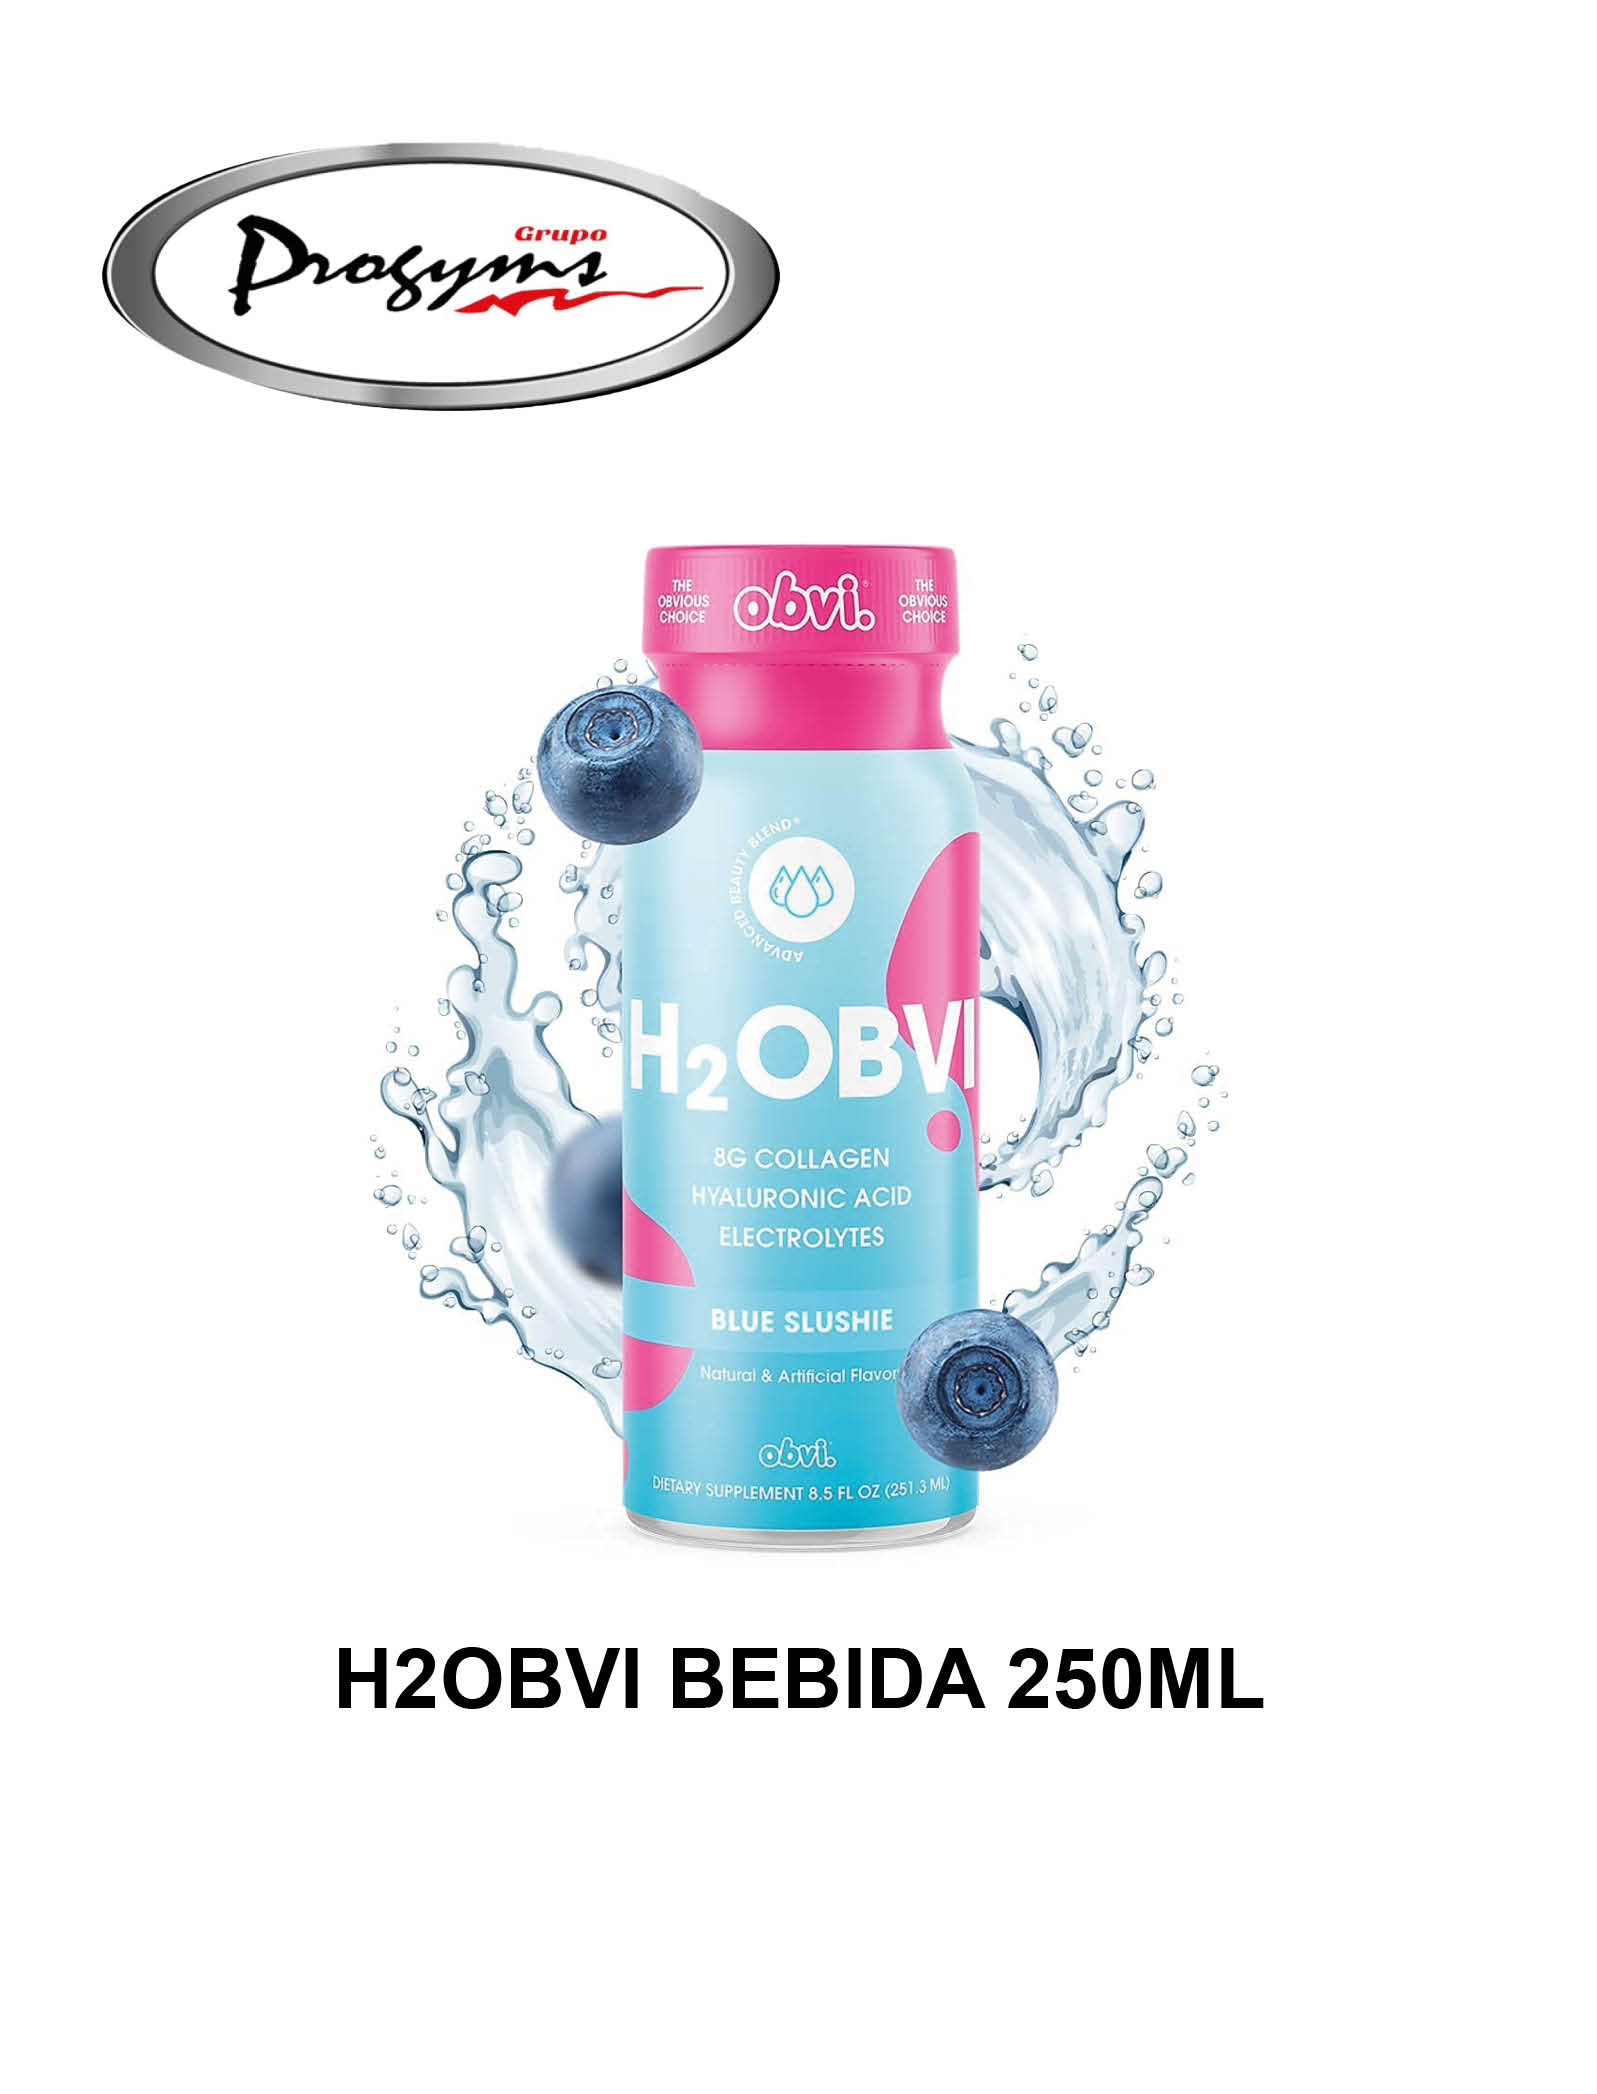 Grupo
Progyms
THE
OBVIOUS
CHOICE
obvi.®
THE
OBVIOUS
CHOICE
ADVANCED BEAUTY BLEND®
H2OBVI
8G COLLAGEN
HYALURONIC ACID
ELECTROLYTES
BLUE SLUSHIE
Natural & Artificial Flavor
obvi.
DIETARY SUPPLEMENT 8.5 FL OZ (251.3 ML)
H2OBVI BEBIDA 250ML